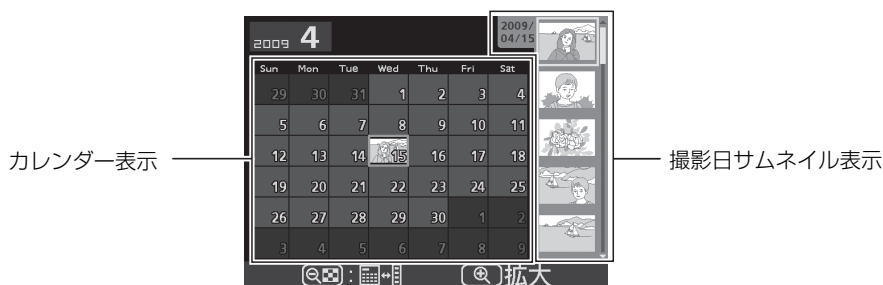 2009 4
2009/
04/15
Sun Mon Tue Wed Thu Fri Sat
29 30 31 1 2 3 4
5 6 7 8 9 10 11
12 13 14 15 16 17 18
19 20 21 22 23 24 25
26 27 28 29 30 1 2
3 4 5 6 7 8 9
カレンダー表示
撮影日サムネイル表示
: 拡大